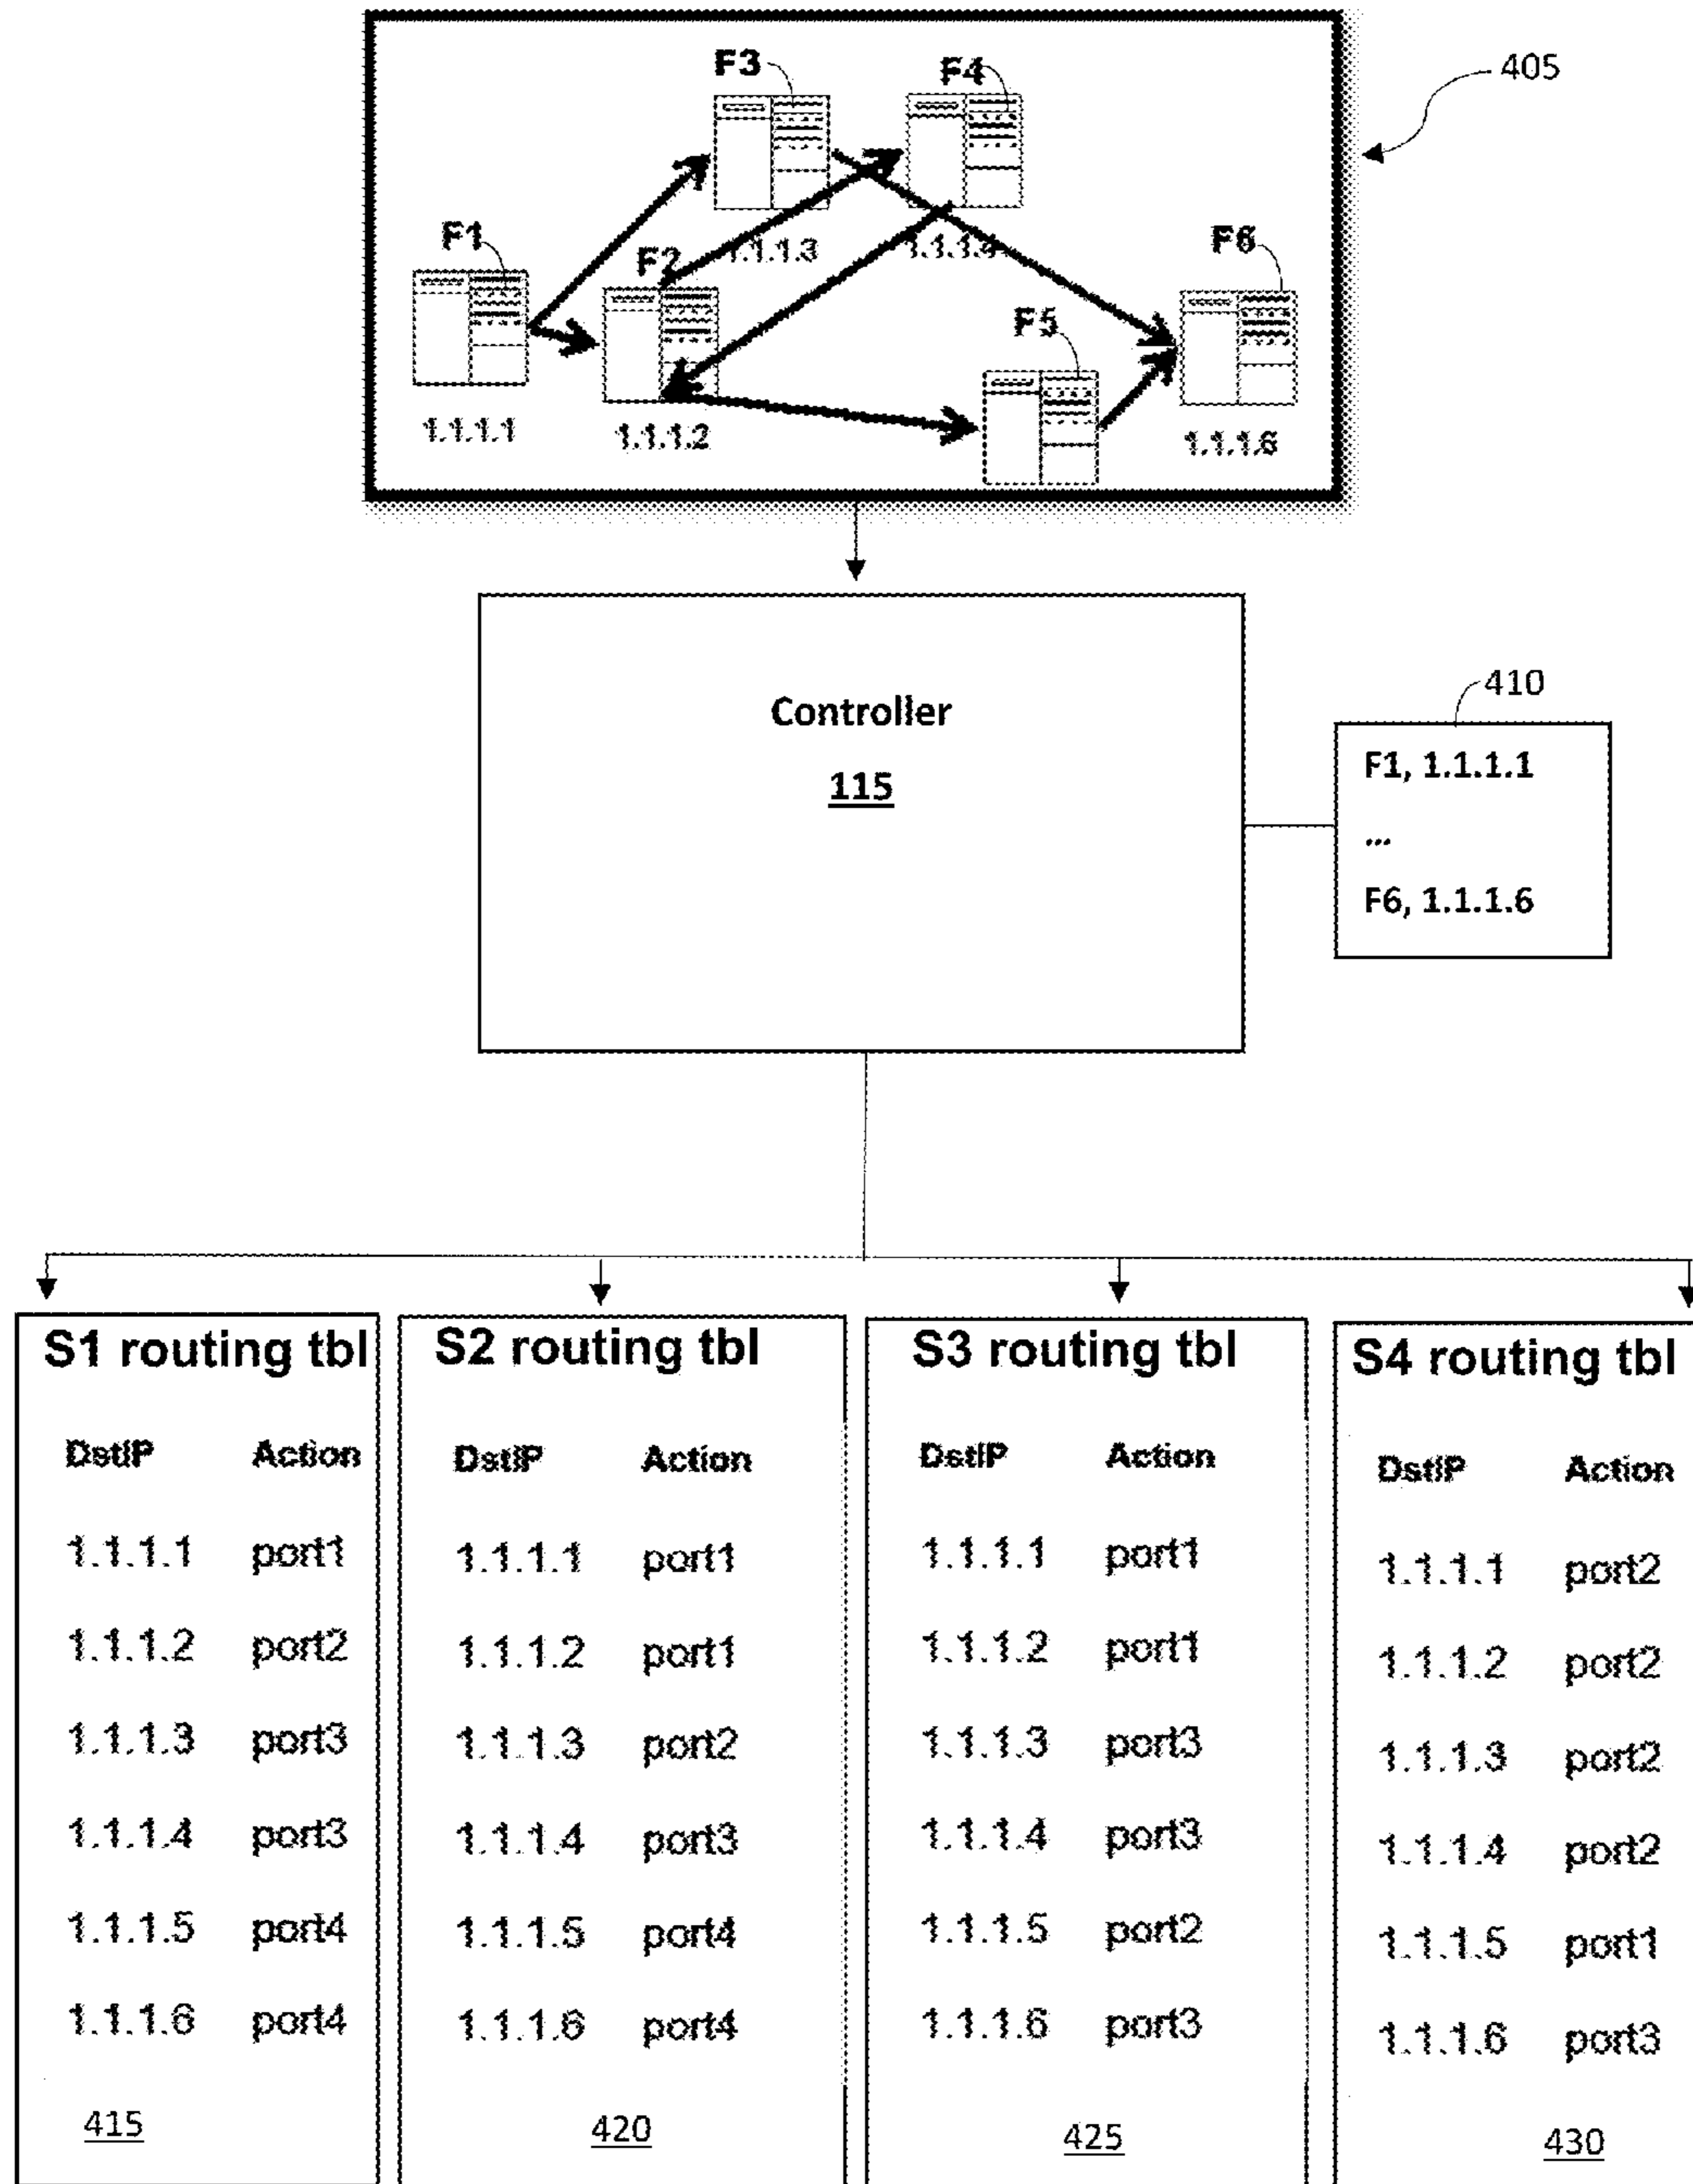 405
F3
F4
F1
F2
1.1.1.3
F6
F5
1.1.1.1
1.1.1.2
1.1.1.6
Controller
115
410
F1, 1.1.1.1
...
F6, 1.1.1.6
S1 routing tbl
DstIP Action
1.1.1.1 port1
1.1.1.2 port2
1.1.1.3 port3
1.1.1.4 port3
1.1.1.5 port4
1.1.1.6 port4
415
S2 routing tbl
DstIP Action
1.1.1.1 port1
1.1.1.2 port1
1.1.1.3 port2
1.1.1.4 port3
1.1.1.5 port4
1.1.1.6 port4
420
S3 routing tbl
DstIP Action
1.1.1.1 port1
1.1.1.2 port1
1.1.1.3 port3
1.1.1.4 port3
1.1.1.5 port2
1.1.1.6 port3
425
S4 routing tbl
DstIP Action
1.1.1.1 port2
1.1.1.2 port2
1.1.1.3 port2
1.1.1.4 port2
1.1.1.5 port1
1.1.1.6 port3
430